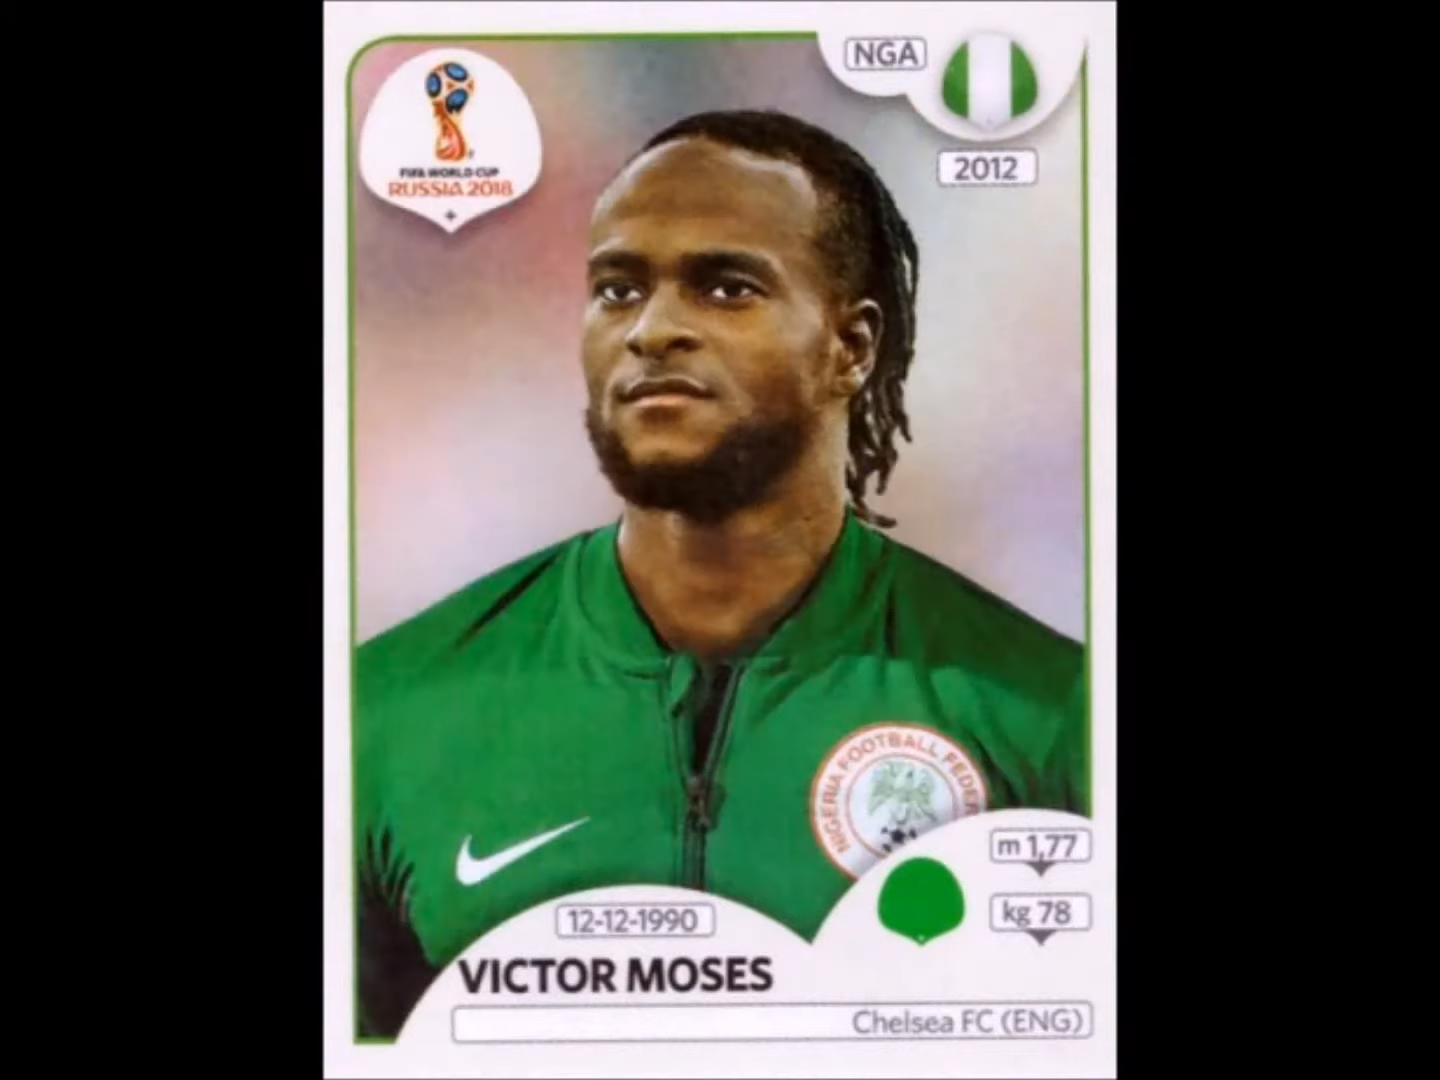 NGA
2012
FIFA WORLD CUP
RUSSIA 2018
NIGERIA FOOTBALL FEDER
m 1,77
kg 78
12-12-1990
VICTOR MOSES
Chelsea FC (ENG)